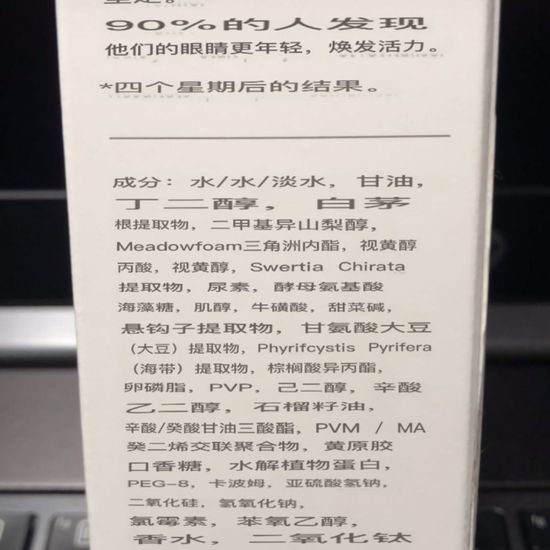 90%的人发现
他们的眼睛更年轻，焕发活力。
*四个星期后的结果。
成分：水/水/淡水，甘油，
丁二醇，白茅
根提取物，二甲基异山梨醇，
Meadowfoam三角洲内酯，视黄醇
丙酸，视黄醇，Swertia Chirata
提取物，尿素，酵母氨基酸
海藻糖，肌醇，牛磺酸，甜菜碱，
悬钩子提取物，甘氨酸大豆
（大豆）提取物，Phyrifcystis Pyrifera
（海带）提取物，棕榈酸异丙酯，
卵磷脂，PVP，己二醇，辛酸
乙二醇，石榴籽油，
辛酸/癸酸甘油三酸酯，PVM / MA
癸二烯交联聚合物，黄原胶
口香糖，水解植物蛋白，
PEG-8，卡波姆，亚硫酸氢钠，
二氧化硅，氢氧化钠，
氯霉素，苯氧乙醇，
香水，二氧化钛